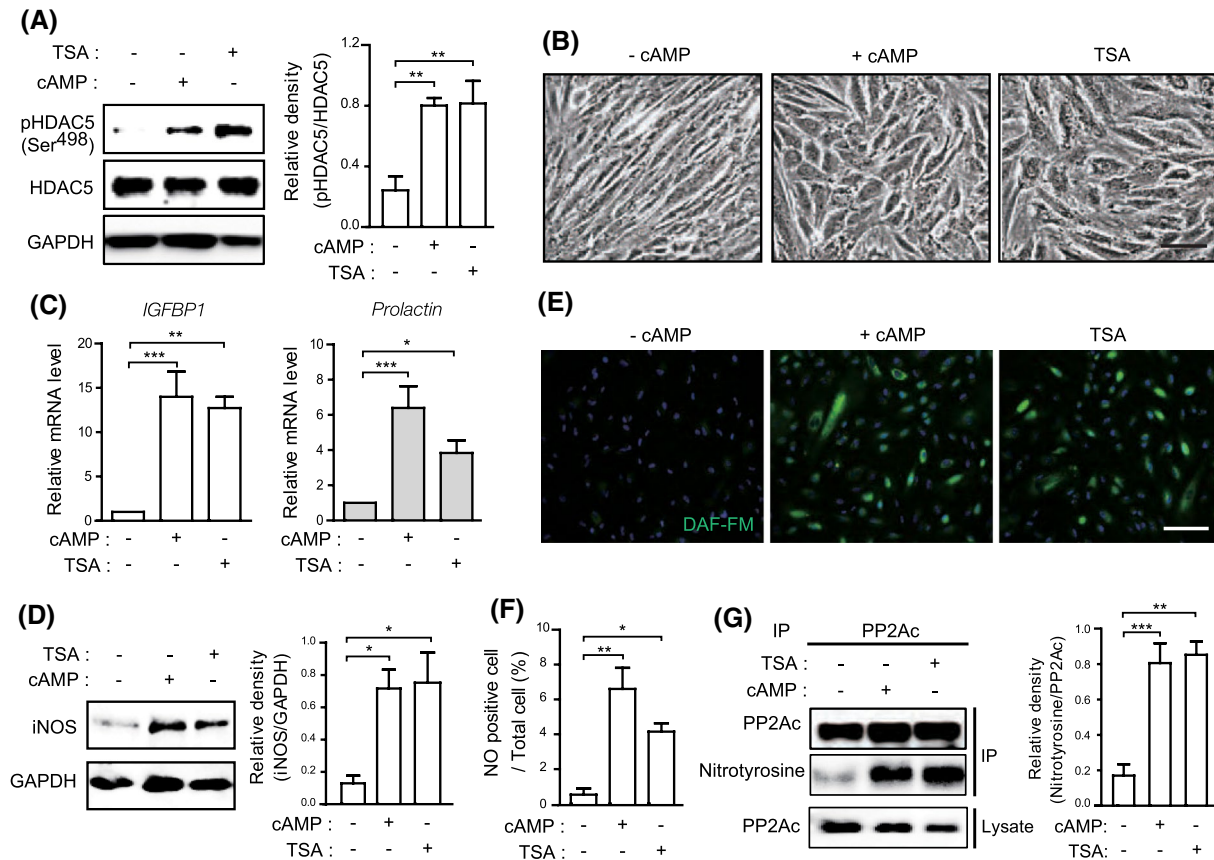 (A)
TSA : - - +
cAMP : - + -
pHDAC5
(Ser498)
HDAC5
GAPDH
Relative density
(pHDAC5/HDAC5)
1.2
0.8
0.4
0.0
**
**
cAMP : - + -
TSA : - - +
(B)
- cAMP
+ cAMP
TSA
(C)
IGFBP1
Relative mRNA level
20
15
10
5
0
**
***
Prolactin
Relative mRNA level
10
8
6
4
2
0
*
***
cAMP : - + -
TSA : - - +
cAMP : - + -
TSA : - - +
(E)
- cAMP
+ cAMP
TSA
DAF-FM
(D)
TSA : - - +
cAMP : - + -
iNOS
GAPDH
Relative density
(iNOS/GAPDH)
1.0
0.8
0.6
0.4
0.2
0.0
*
*
cAMP : - + -
TSA : - - +
(F)
NO positive cell
/ Total cell (%)
10
8
6
4
2
0
*
**
cAMP : - + -
TSA : - - +
(G)
IP PP2Ac
TSA : - - +
cAMP: - + -
PP2Ac
Nitrotyrosine
IP
PP2Ac
Lysate
Relative density
(Nitrotyrosine/PP2Ac)
1.0
0.8
0.6
0.4
0.2
0.0
**
***
cAMP: - + -
TSA : - - +